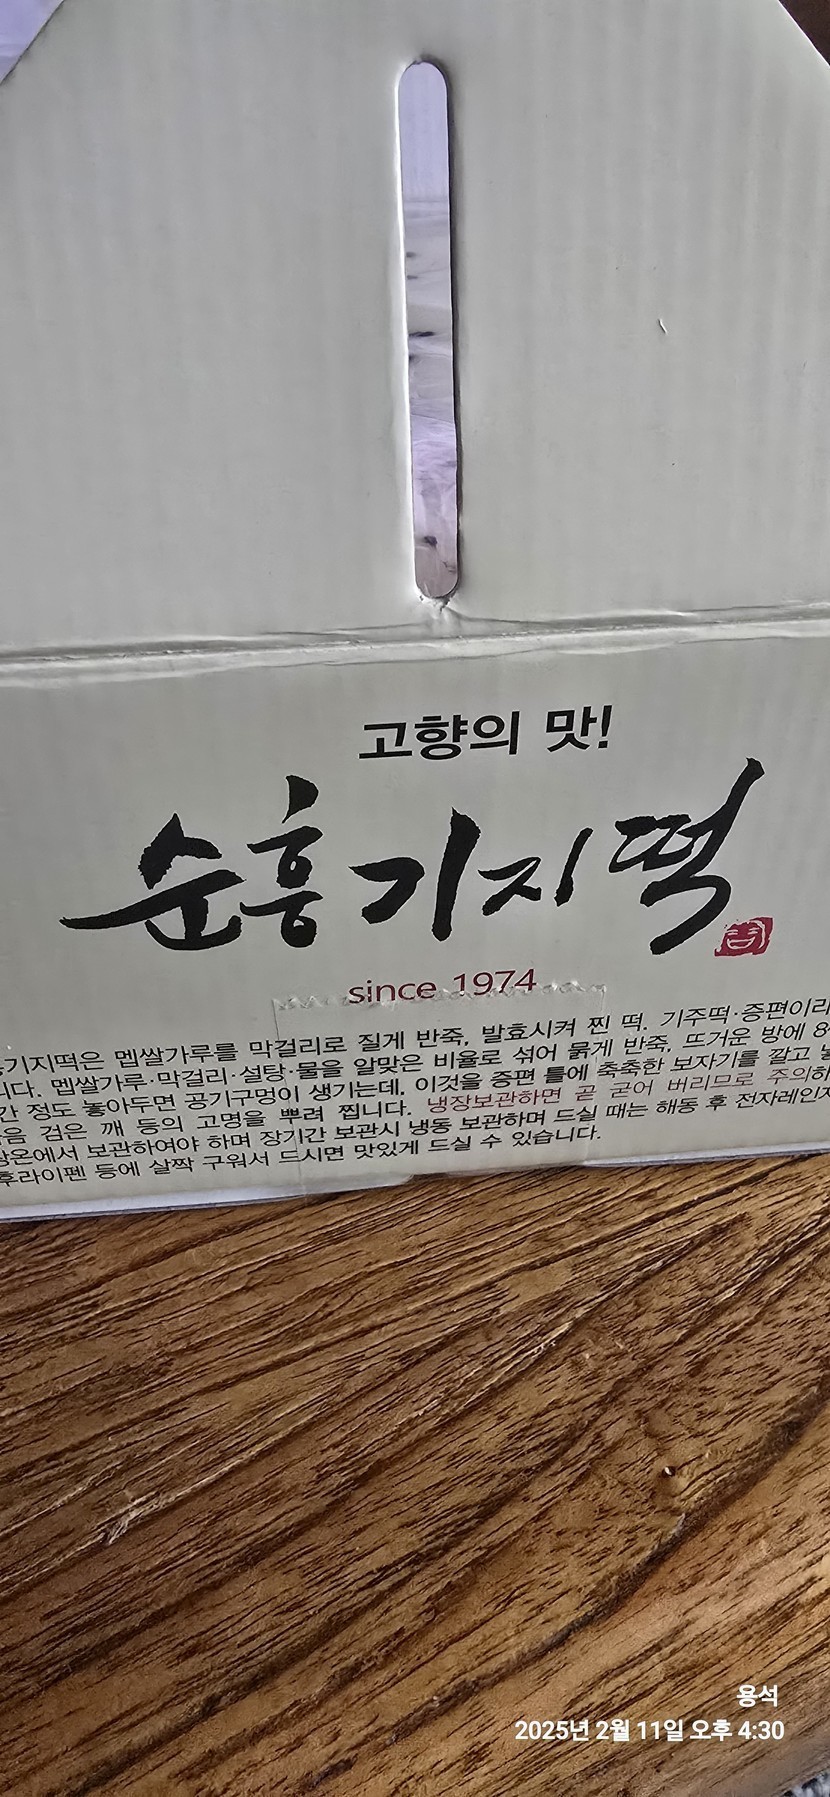 고향의 맛!
순흥기지떡
since 1974
기지떡은 멥쌀가루를 막걸리로 질게 반죽, 발효시켜 찐 떡. 기주떡·증편이라
니다. 멥쌀가루·막걸리·설탕·물을 알맞은 비율로 섞어 묽게 반죽, 뜨거운 방에 8
간 정도 놓아두면 공기구멍이 생기는데, 이것을 증편 틀에 축축한 보자기를 깔고
검은 깨 등의 고명을 뿌려 찝니다. 냉장보관하면 곧 굳어 버리므로 주의하
상온에서 보관하여야 하며 장기간 보관시 냉동 보관하며 드실 때는 해동 후 전자레인지
후라이펜 등에 살짝 구워서 드시면 맛있게 드실 수 있습니다.
용석
2025년 2월 11일 오후 4:30